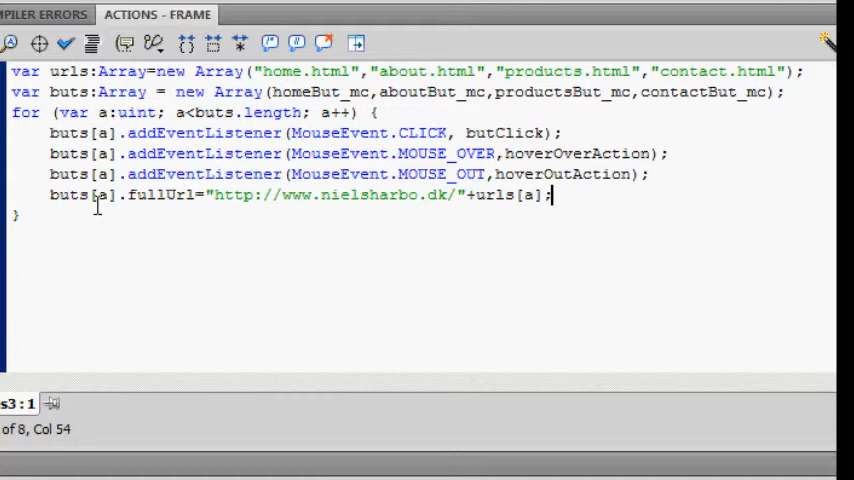 PILER ERRORS ACTIONS - FRAME
var urls:Array=new Array("home.html","about.html","products.html","contact.html");
var buts:Array = new Array(homeBut_mc,aboutBut_mc,productsBut_mc,contactBut_mc);
for (var a:uint; a<buts.length; a++) {
buts[a].addEventListener(MouseEvent.CLICK, butClick);
buts[a].addEventListener(MouseEvent.MOUSE_OVER,hoverOverAction);
buts[a].addEventListener(MouseEvent.MOUSE_OUT,hoverOutAction);
buts[a].fullUrl="http://www.nielsharbo.dk/"+urls[a];
}
s3 : 1
of 8, Col 54